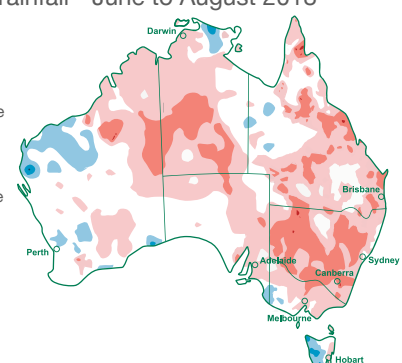 rainfall - June to August 2018
Darwin
Brisbane
Perth
Adelaide
Sydney
Canberra
Melbourne
Hobart